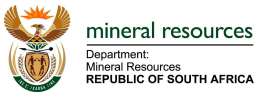 mineral resources
Department:
Mineral Resources
REPUBLIC OF SOUTH AFRICA